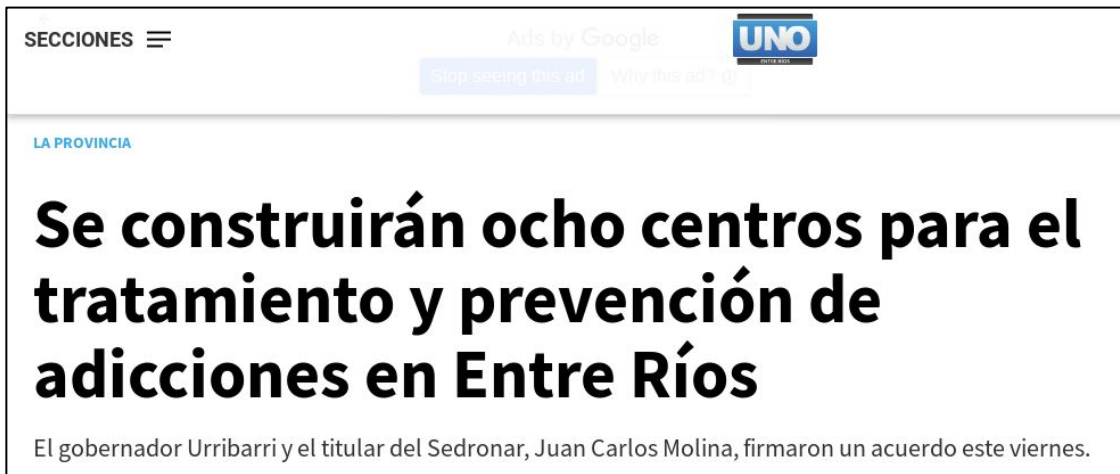 SECCIONES
Ads by Google
UNO
ENTRE RÍOS
Stop seeing this ad
Why this ad?
LA PROVINCIA
Se construirán ocho centros para el
tratamiento y prevención de
adicciones en Entre Ríos
El gobernador Urribarri y el titular del Sedronar, Juan Carlos Molina, firmaron un acuerdo este viernes.